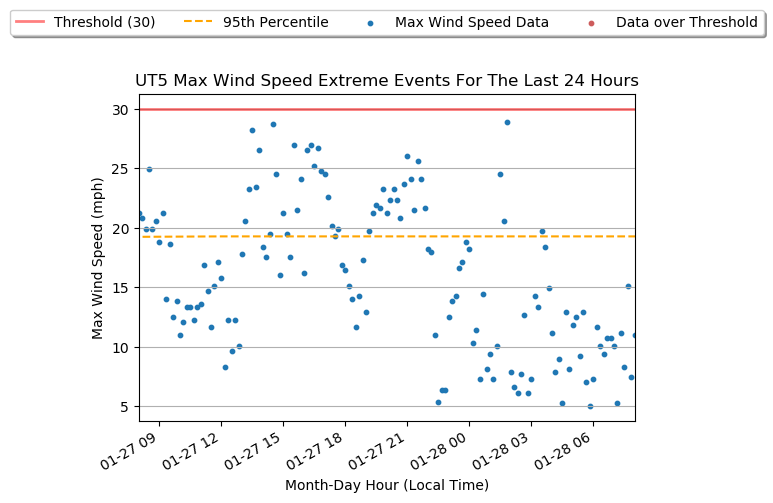 Threshold (30) 95th Percentile Max Wind Speed Data Data over Threshold
UT5 Max Wind Speed Extreme Events For The Last 24 Hours
30
25
20
15
10
5
Max Wind Speed (mph)
01-27 09 01-27 12 01-27 15 01-27 18 01-27 21 01-28 00 01-28 03 01-28 06
Month-Day Hour (Local Time)